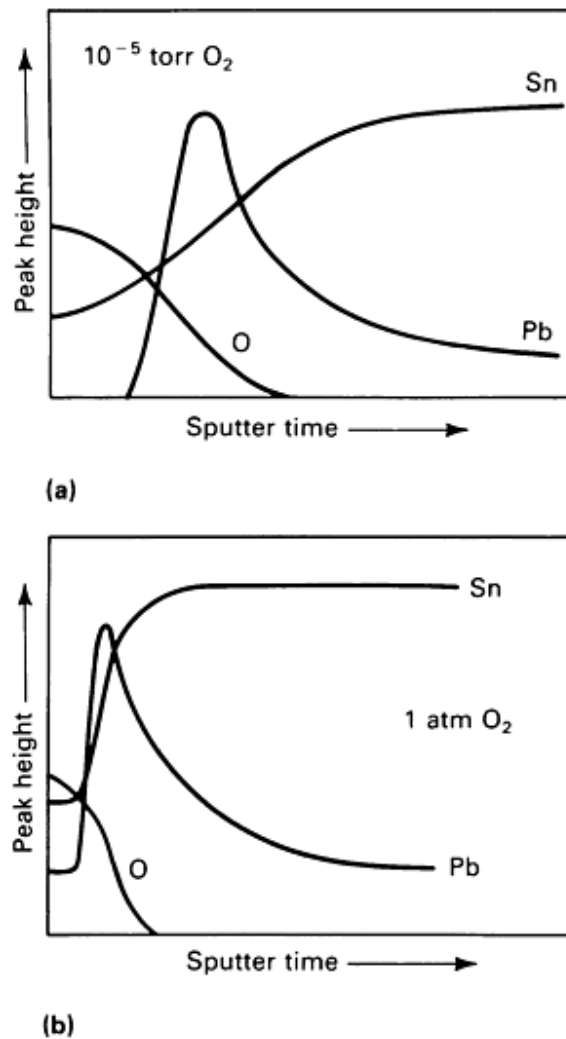 10⁻⁵ torr O₂
Sn
Peak height
O
Pb
Sputter time
(a)
Sn
1 atm O₂
Peak height
O
Pb
Sputter time
(b)